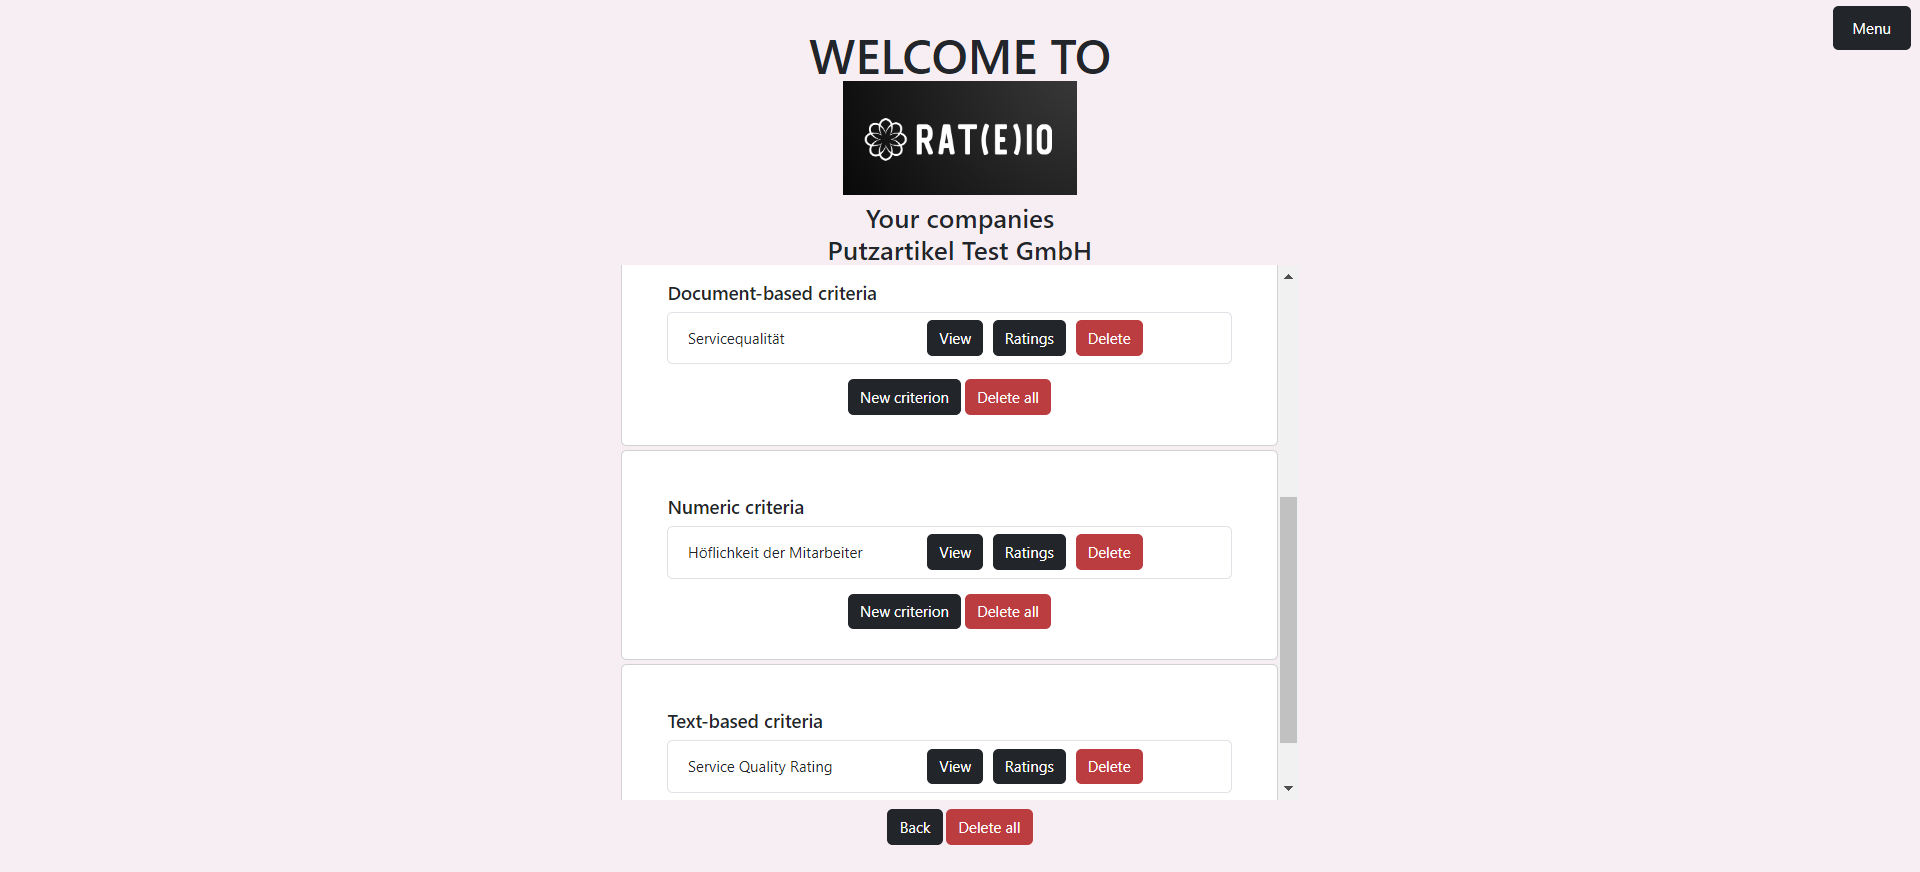 Menu
WELCOME TO
RAT(E)IO
Your companies
Putzartikel Test GmbH
Document-based criteria
Servicequalität View Ratings Delete
New criterion Delete all
Numeric criteria
Höflichkeit der Mitarbeiter View Ratings Delete
New criterion Delete all
Text-based criteria
Service Quality Rating View Ratings Delete
Back Delete all